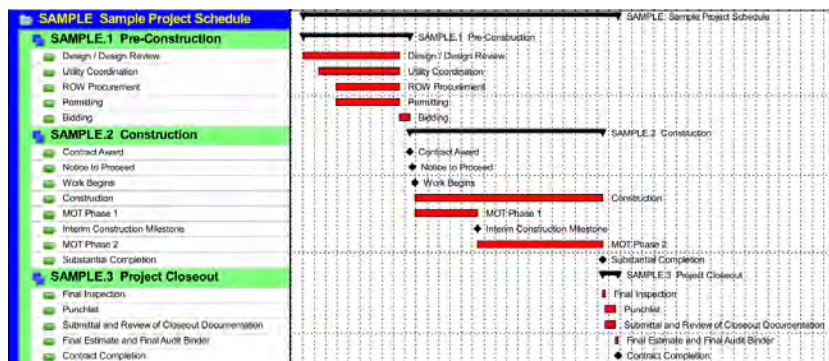 SAMPLE Sample Project Schedule SAMPLE Sample Project Schedule
SAMPLE.1 Pre-Construction SAMPLE.1 Pre-Construction
Design / Design Review Design / Design Review
Utility Coordination Utility Coordination
ROW Procurement ROW Procurement
Permitting Permitting
Bidding Bidding
SAMPLE.2 Construction SAMPLE.2 Construction
Contract Award Contract Award
Notice to Proceed Notice to Proceed
Work Begins Work Begins
Construction Construction
MOT Phase 1 MOT Phase 1
Interim Construction Milestone Interim Construction Milestone
MOT Phase 2 MOT Phase 2
Substantial Completion Substantial Completion
SAMPLE.3 Project Closeout SAMPLE.3 Project Closeout
Final Inspection Final Inspection
Punchlist Punchlist
Submittal and Review of Closeout Documentation Submittal and Review of Closeout Documentation
Final Estimate and Final Audit Binder Final Estimate and Final Audit Binder
Contract Completion Contract Completion